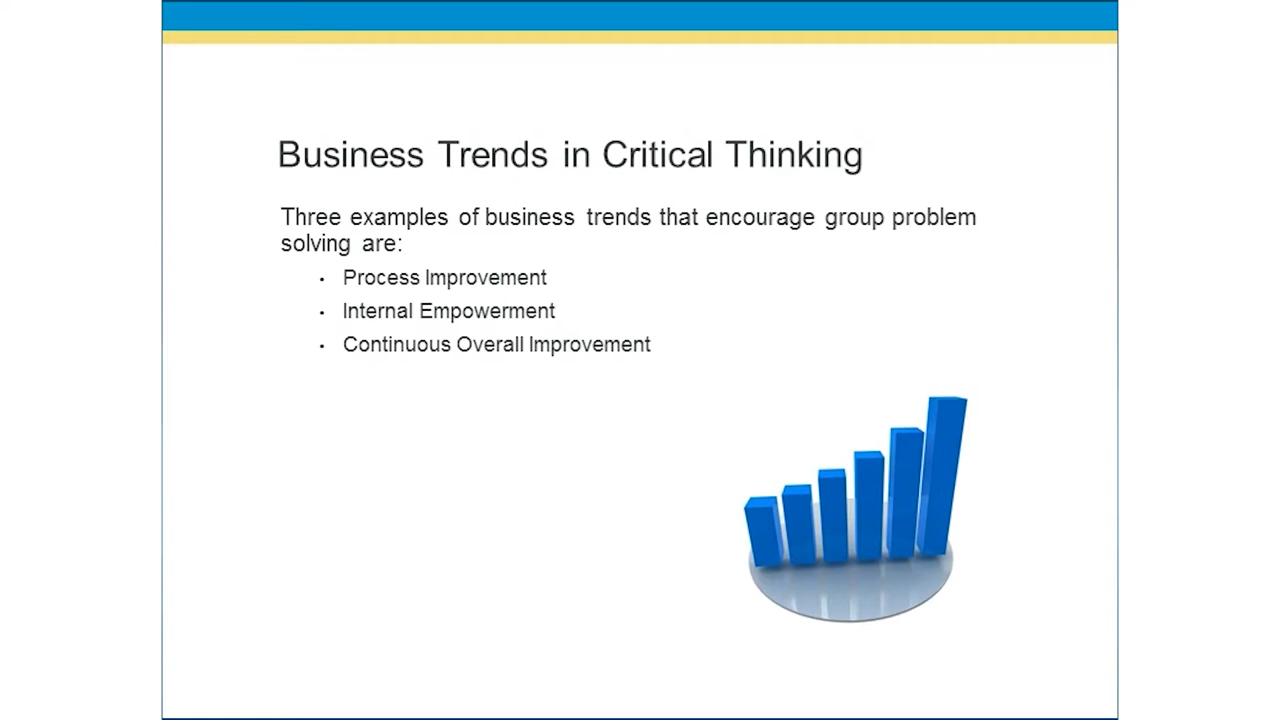 Business Trends in Critical Thinking
Three examples of business trends that encourage group problem
solving are:
• Process Improvement
• Internal Empowerment
• Continuous Overall Improvement